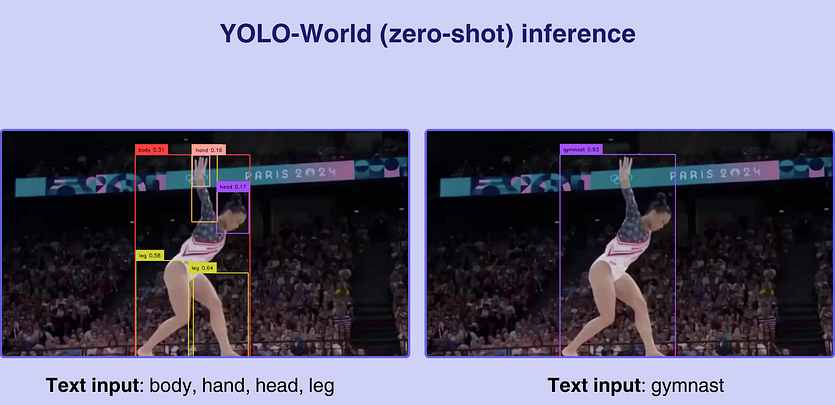 YOLO-World (zero-shot) inference
body 0.31
hand 0.16
head 0.17
leg 0.58
leg 0.64
PARIS 2024
gymnast 0.93
PARIS 2024
Text input: body, hand, head, leg
Text input: gymnast